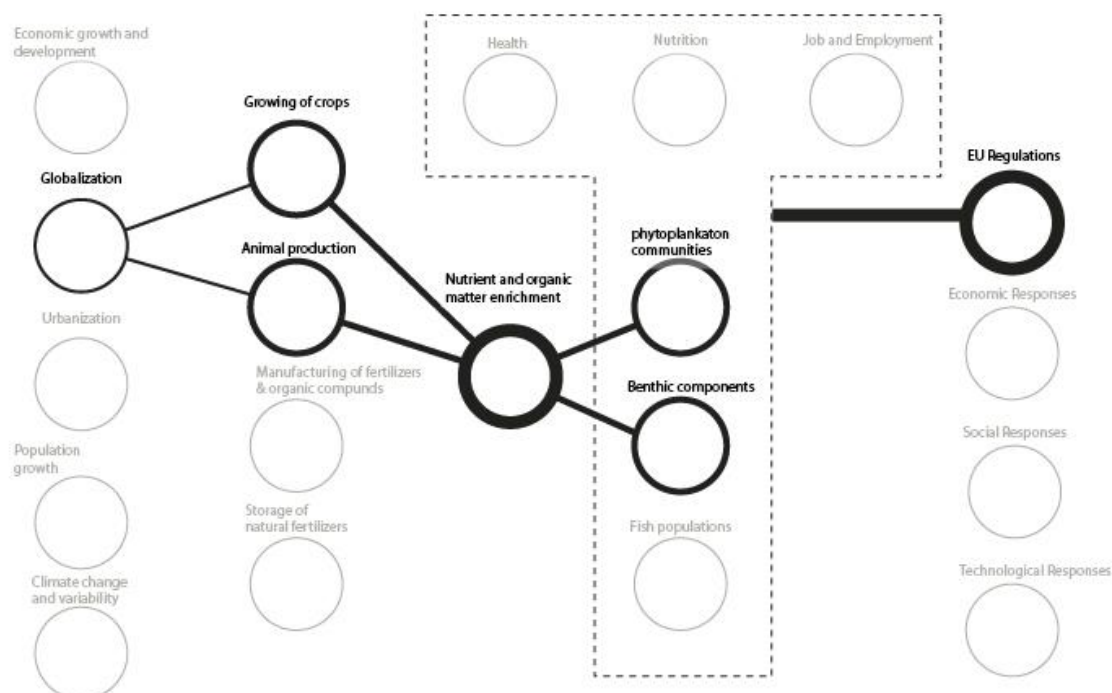 Economic growth and
development
Globalization
Urbanization
Population
growth
Climate change
and variability
Growing of crops
Animal production
Manufacturing of fertilizers
& organic compunds
Storage of
natural fertilizers
Nutrient and organic
matter enrichment
Health
Nutrition
Job and Employment
phytoplankaton
communities
Benthic components
Fish populations
EU Regulations
Economic Responses
Social Responses
Technological Responses